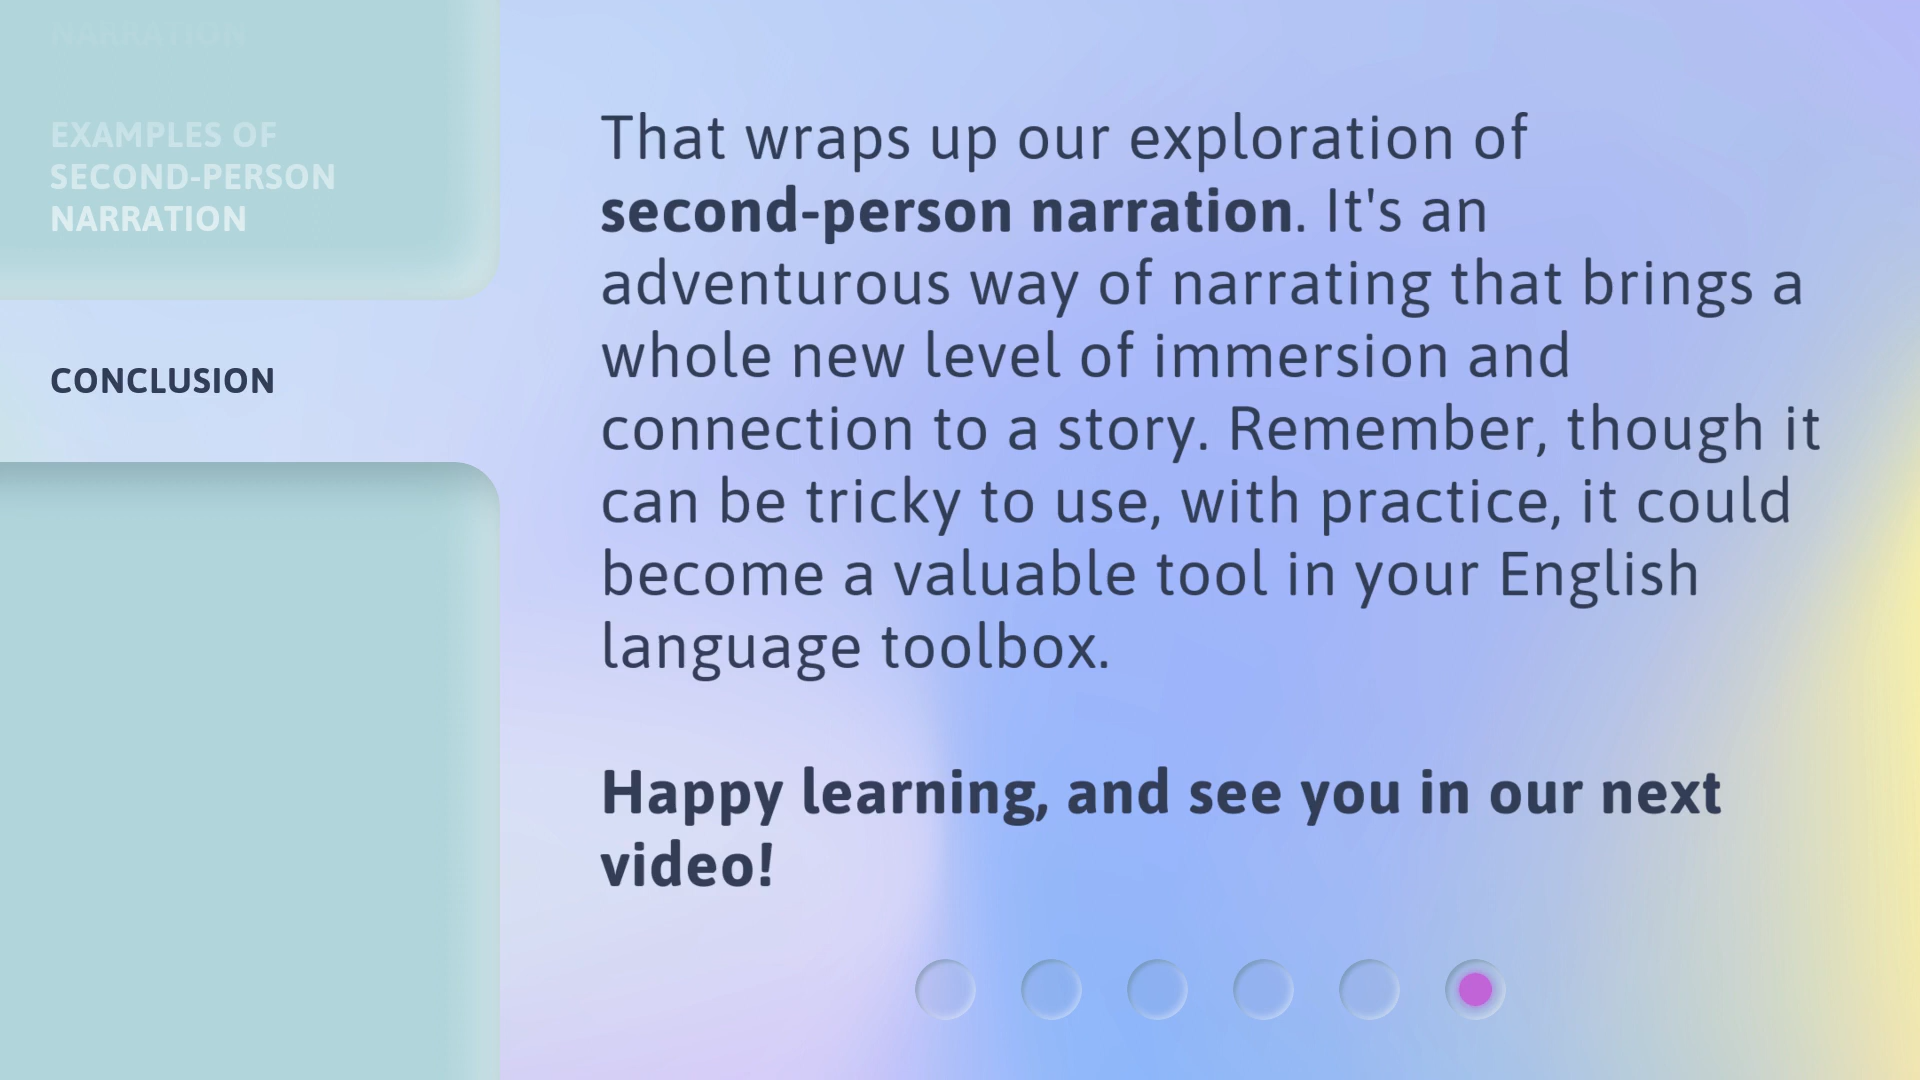 NARRATION
EXAMPLES OF
SECOND-PERSON
NARRATION
CONCLUSION
That wraps up our exploration of
second-person narration. It's an
adventurous way of narrating that brings a
whole new level of immersion and
connection to a story. Remember, though it
can be tricky to use, with practice, it could
become a valuable tool in your English
language toolbox.
Happy learning, and see you in our next
video!